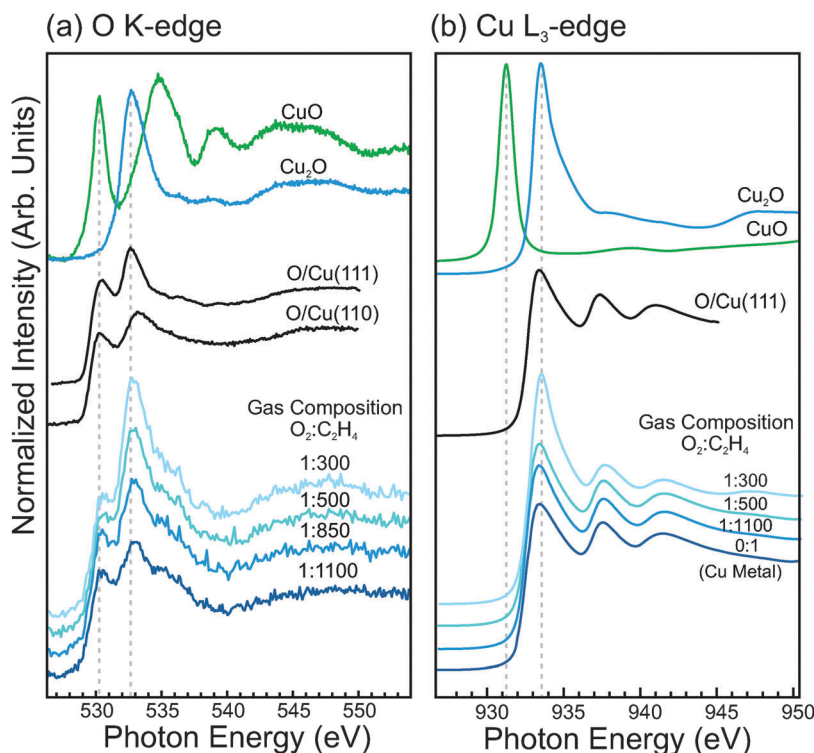 (a) O K-edge
Normalized Intensity (Arb. Units)
CuO
Cu₂O
O/Cu(111)
O/Cu(110)
Gas Composition
O₂:C₂H₄
1:300
1:500
1:850
1:1100
530 535 540 545 550
Photon Energy (eV)
(b) Cu L₃-edge
Cu₂O
CuO
O/Cu(111)
Gas Composition
O₂:C₂H₄
1:300
1:500
1:1100
0:1
(Cu Metal)
930 935 940 945 950
Photon Energy (eV)